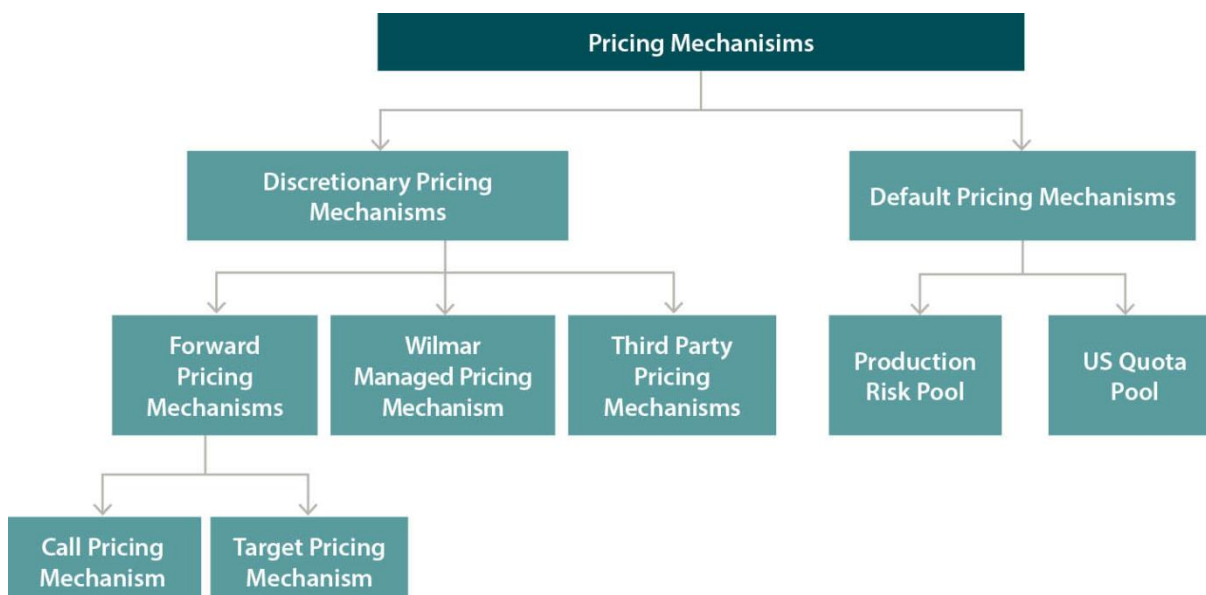 Pricing Mechanisims
Discretionary Pricing
Mechanisms
Default Pricing Mechanisms
Forward
Pricing
Mechanisms
Wilmar
Managed Pricing
Mechanism
Third Party
Pricing
Mechanisms
Production
Risk Pool
US Quota
Pool
Call Pricing
Mechanism
Target Pricing
Mechanism